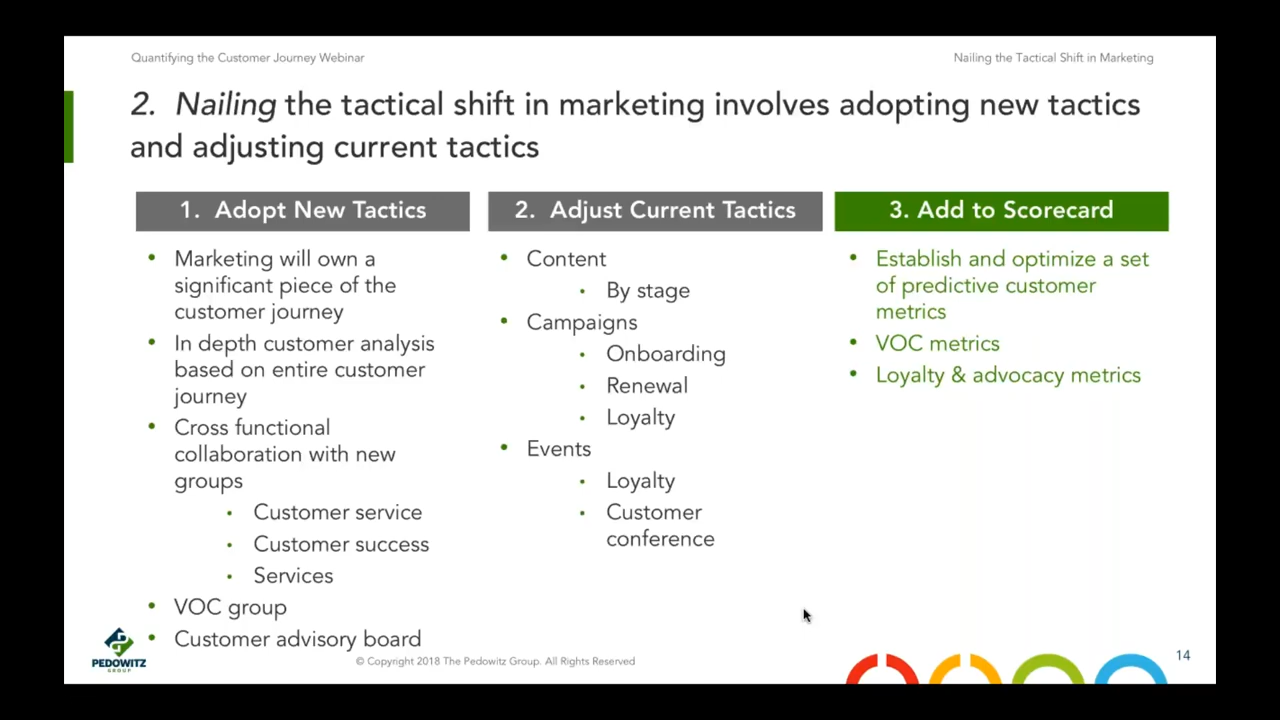 Quantifying the Customer Journey Webinar
Nailing the Tactical Shift in Marketing
2. Nailing the tactical shift in marketing involves adopting new tactics
and adjusting current tactics
1. Adopt New Tactics
• Marketing will own a
significant piece of the
customer journey
• In depth customer analysis
based on entire customer
journey
• Cross functional
collaboration with new
groups
• Customer service
• Customer success
• Services
• VOC group
• Customer advisory board
2. Adjust Current Tactics
• Content
• By stage
• Campaigns
• Onboarding
• Renewal
• Loyalty
• Events
• Loyalty
• Customer
conference
3. Add to Scorecard
• Establish and optimize a set
of predictive customer
metrics
• VOC metrics
• Loyalty & advocacy metrics
PEDOWITZ
GROUP
© Copyright 2018 The Pedowitz Group. All Rights Reserved
14